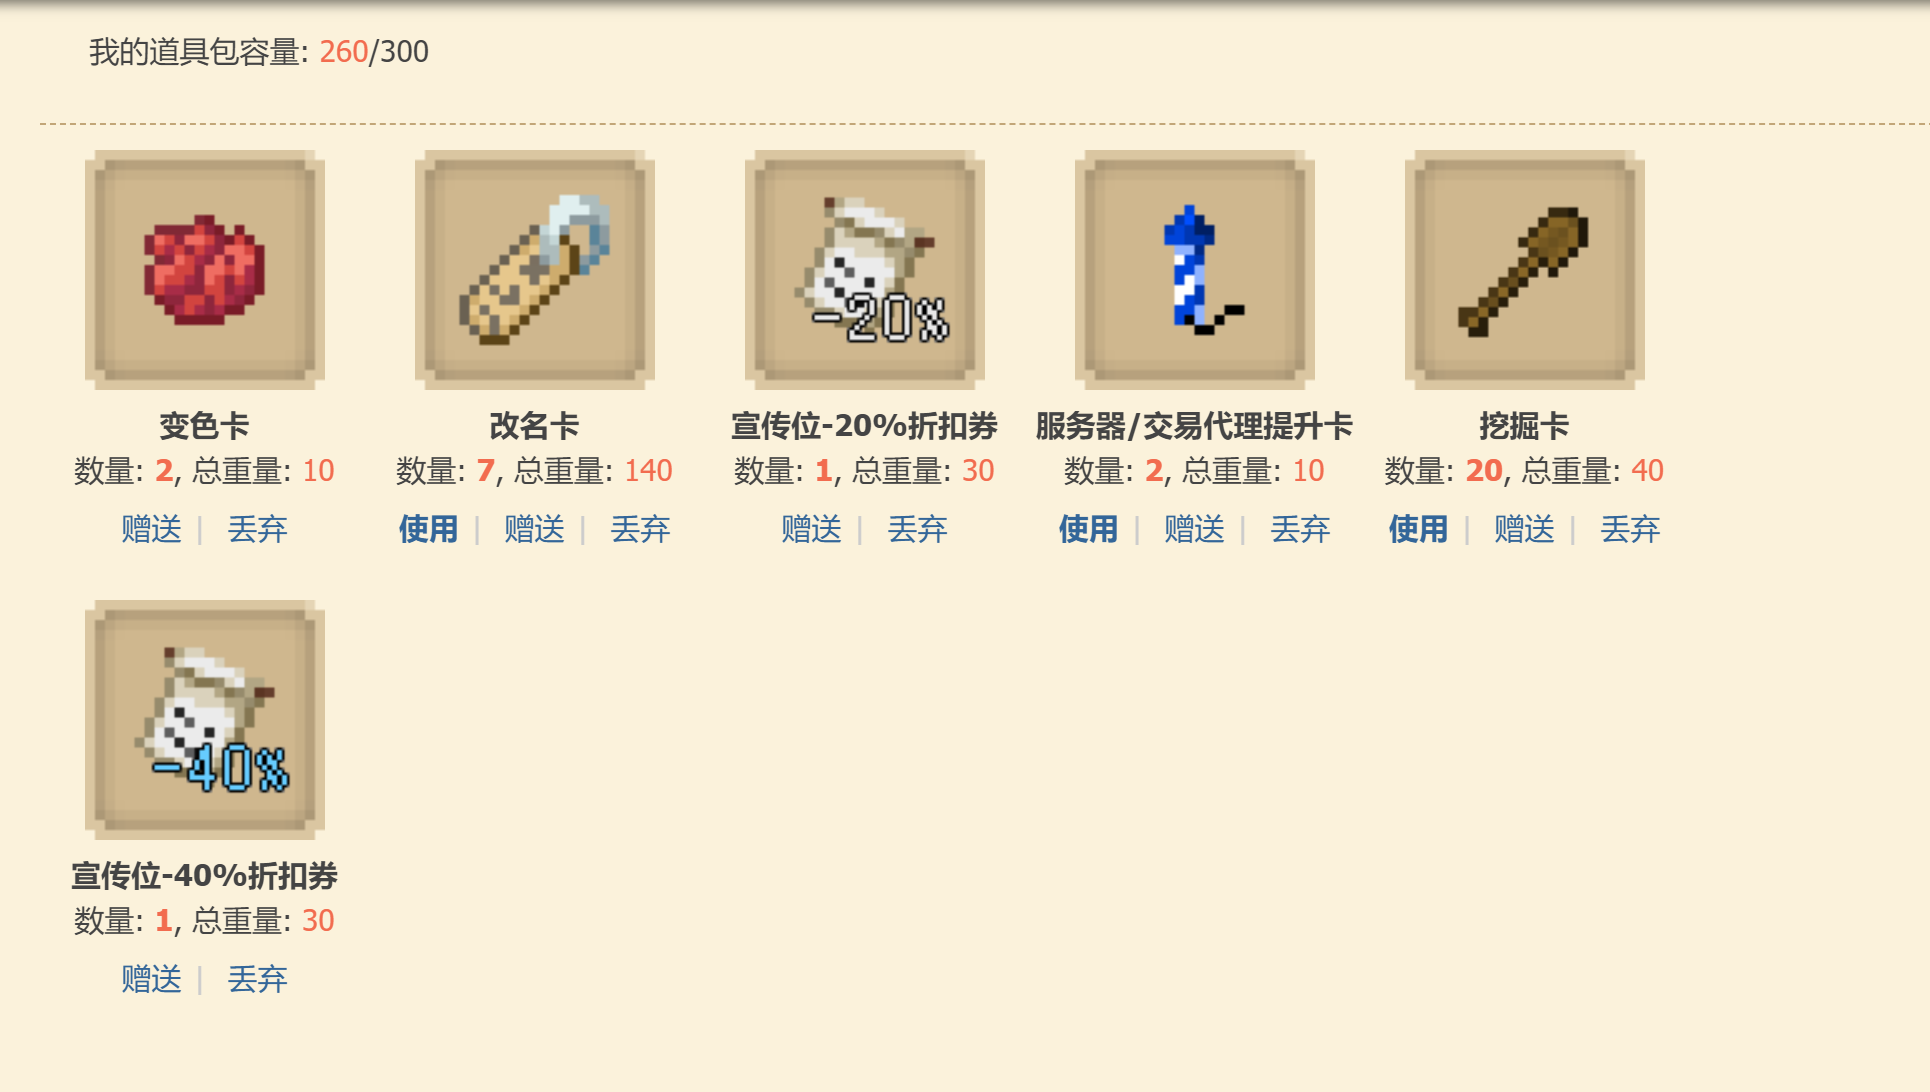 我的道具包容量: 260/300
-20%
变色卡 改名卡 宣传位-20%折扣券 服务器/交易代理提升卡 挖掘卡
数量: 2, 总重量: 10 数量: 7, 总重量: 140 数量: 1, 总重量: 30 数量: 2, 总重量: 10 数量: 20, 总重量: 40
赠送 | 丢弃 使用 | 赠送 | 丢弃 赠送 | 丢弃 使用 | 赠送 | 丢弃 使用 | 赠送 | 丢弃
-40%
宣传位-40%折扣券
数量: 1, 总重量: 30
赠送 | 丢弃